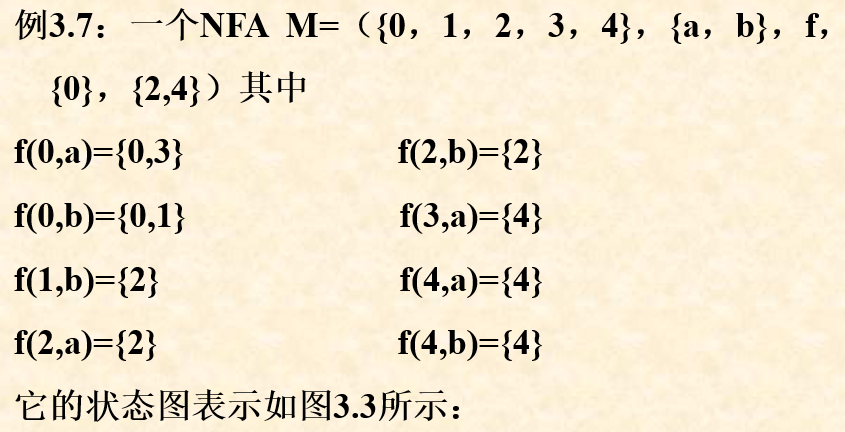 例3.7：一个NFA M=（{0，1，2，3，4}，{a，b}，f，
{0}，{2,4}）其中
f(0,a)={0,3} f(2,b)={2}
f(0,b)={0,1} f(3,a)={4}
f(1,b)={2} f(4,a)={4}
f(2,a)={2} f(4,b)={4}
它的状态图表示如图3.3所示：